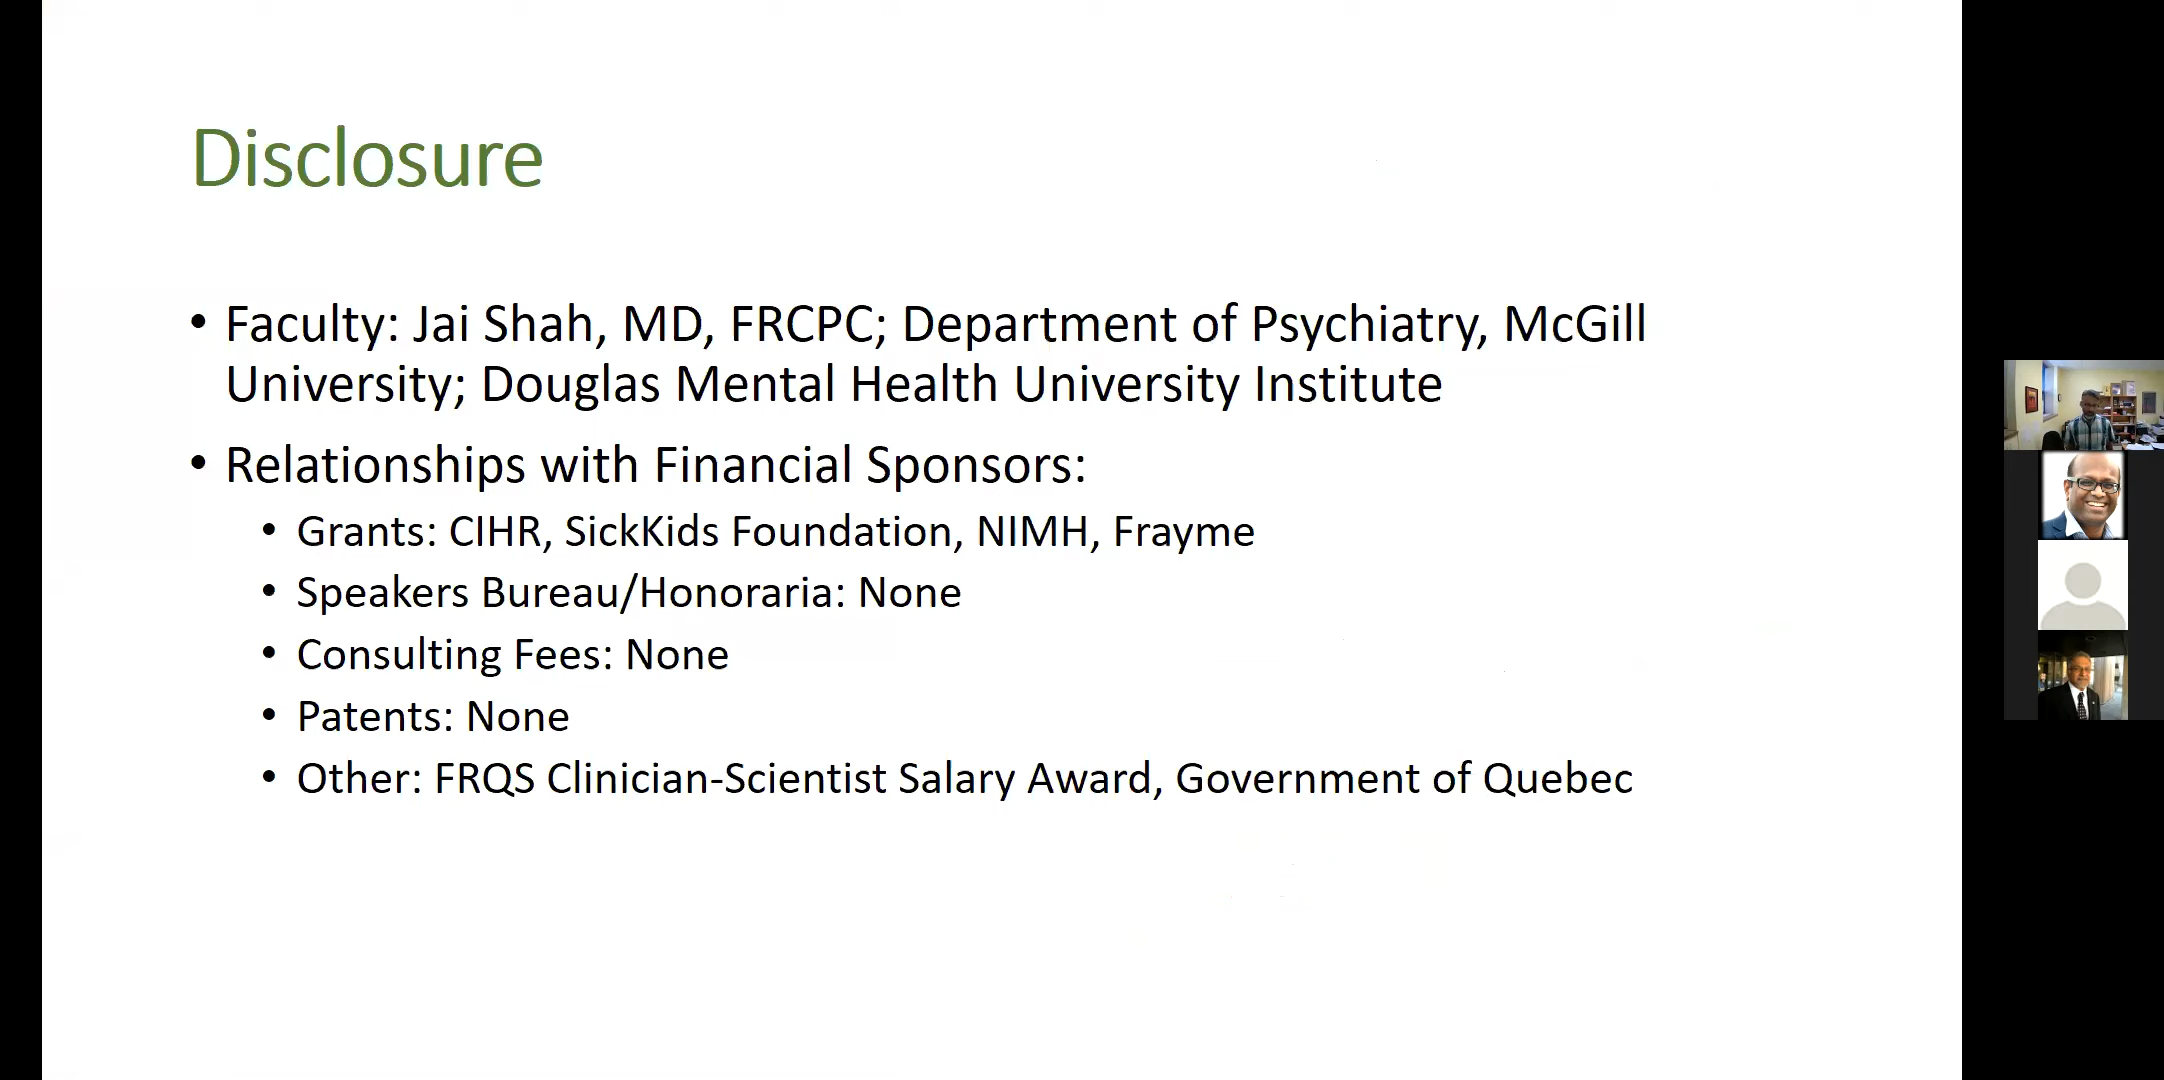 Disclosure
• Faculty: Jai Shah, MD, FRCPC; Department of Psychiatry, McGill
University; Douglas Mental Health University Institute
• Relationships with Financial Sponsors:
• Grants: CIHR, SickKids Foundation, NIMH, Frayme
• Speakers Bureau/Honoraria: None
• Consulting Fees: None
• Patents: None
• Other: FRQS Clinician-Scientist Salary Award, Government of Quebec